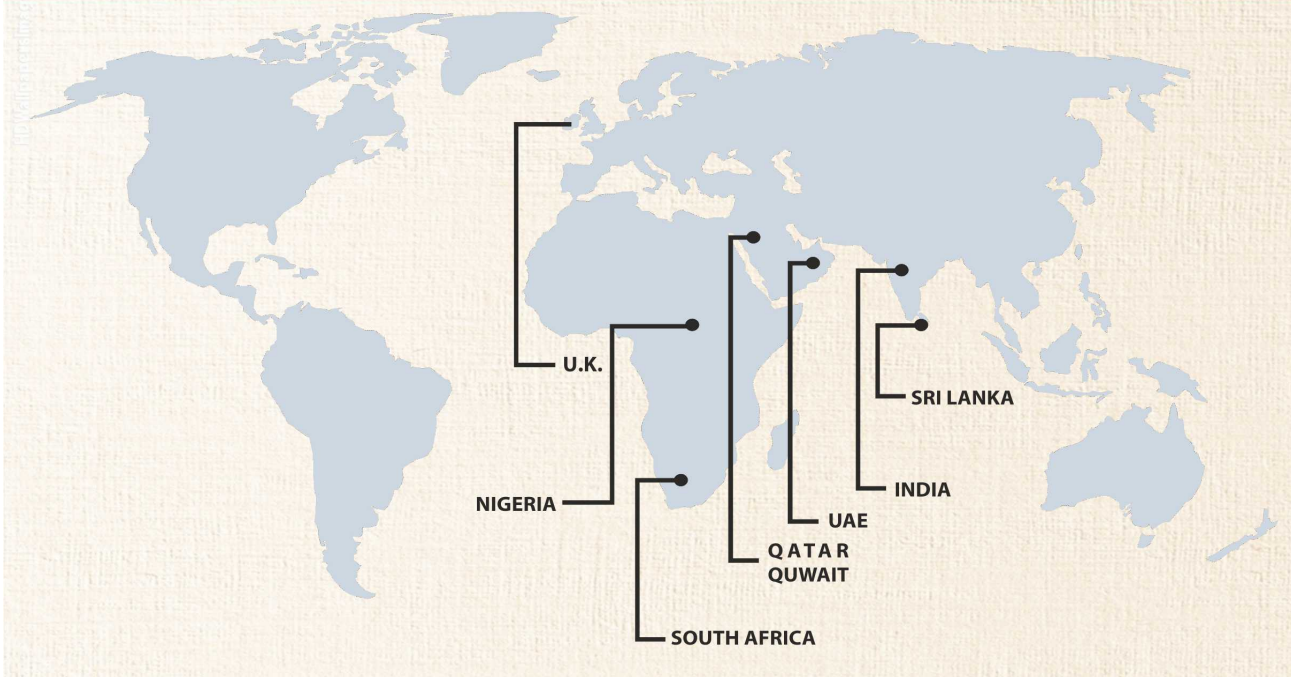 U.K.
SRI LANKA
INDIA
NIGERIA
UAE
QATAR
QUWAIT
SOUTH AFRICA